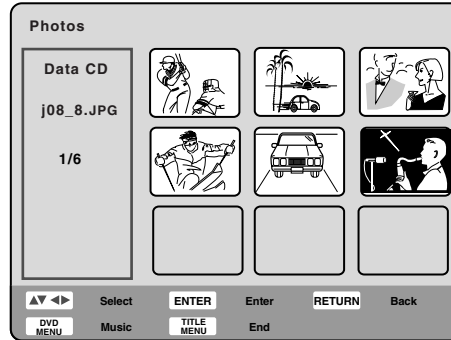 Photos
Data CD
j08_8.JPG
1/6
▲▼ ◀▶ Select ENTER Enter RETURN Back
DVD MENU Music TITLE MENU End